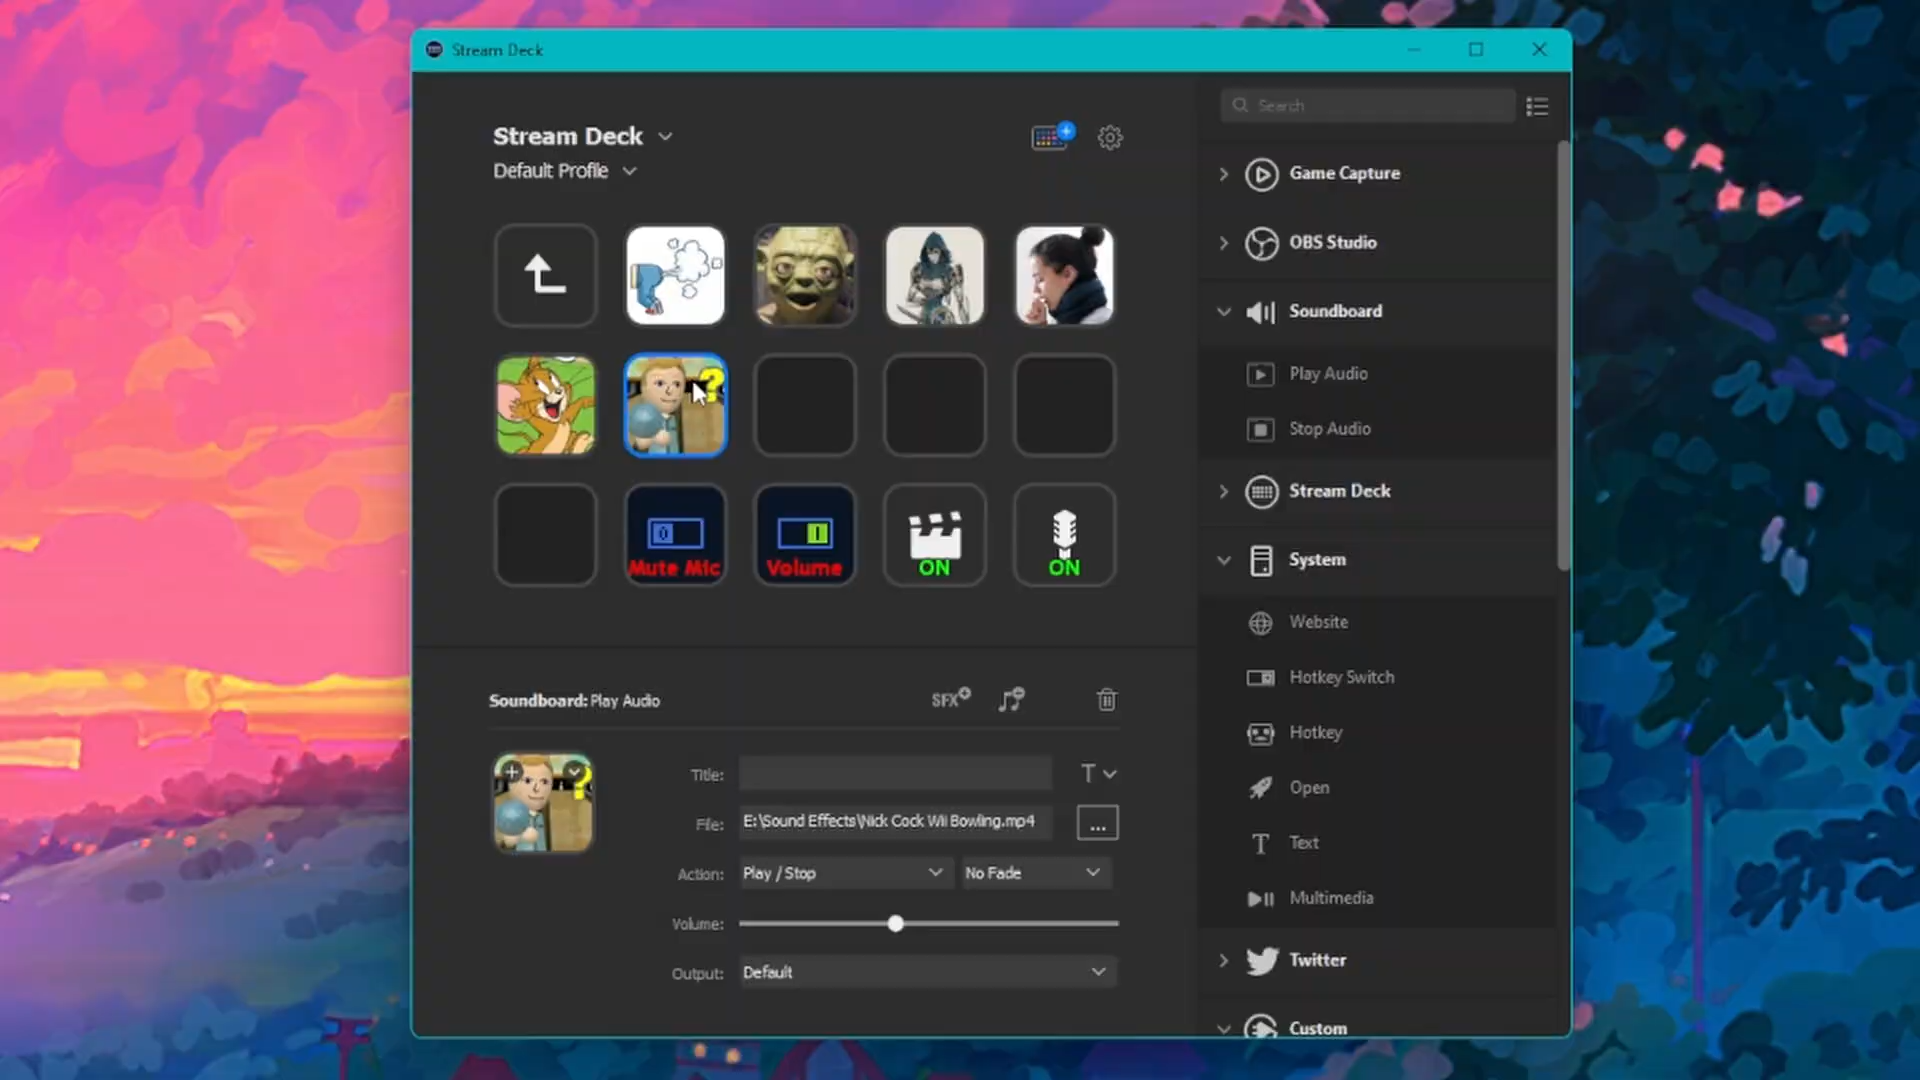 Stream Deck
Search
Stream Deck
Default Profile
Game Capture
OBS Studio
Soundboard
Play Audio
?
Stop Audio
Stream Deck
0
Mute Mic
I
Volume
ON
ON
System
Website
Hotkey Switch
Hotkey
Open
Text
Multimedia
Twitter
Custom
Soundboard: Play Audio
SFX
?
Title:
T
File:
E:\Sound Effects\Nick Cock Wii Bowling.mp4
...
Action:
Play / Stop
No Fade
Volume:
Output:
Default